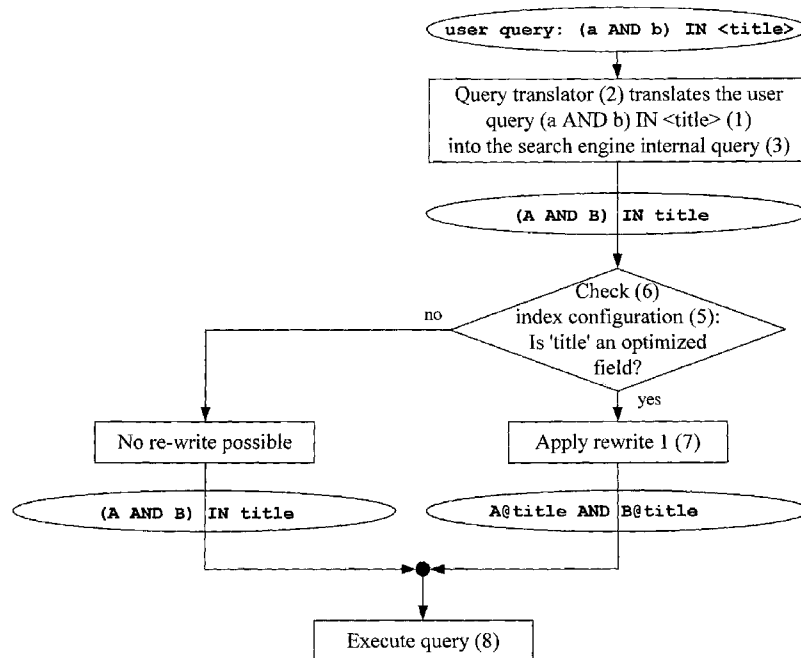 user query: (a AND b) IN <title>
Query translator (2) translates the user
query (a AND b) IN <title> (1)
into the search engine internal query (3)
(A AND B) IN title
Check (6)
index configuration (5):
Is 'title' an optimized
field?
no
yes
No re-write possible
Apply rewrite 1 (7)
(A AND B) IN title
A@title AND B@title
Execute query (8)